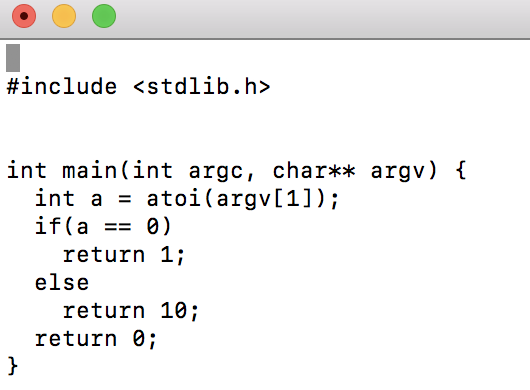 #include <stdlib.h>
int main(int argc, char** argv) {
  int a = atoi(argv[1]);
  if(a == 0)
    return 1;
  else
    return 10;
  return 0;
}